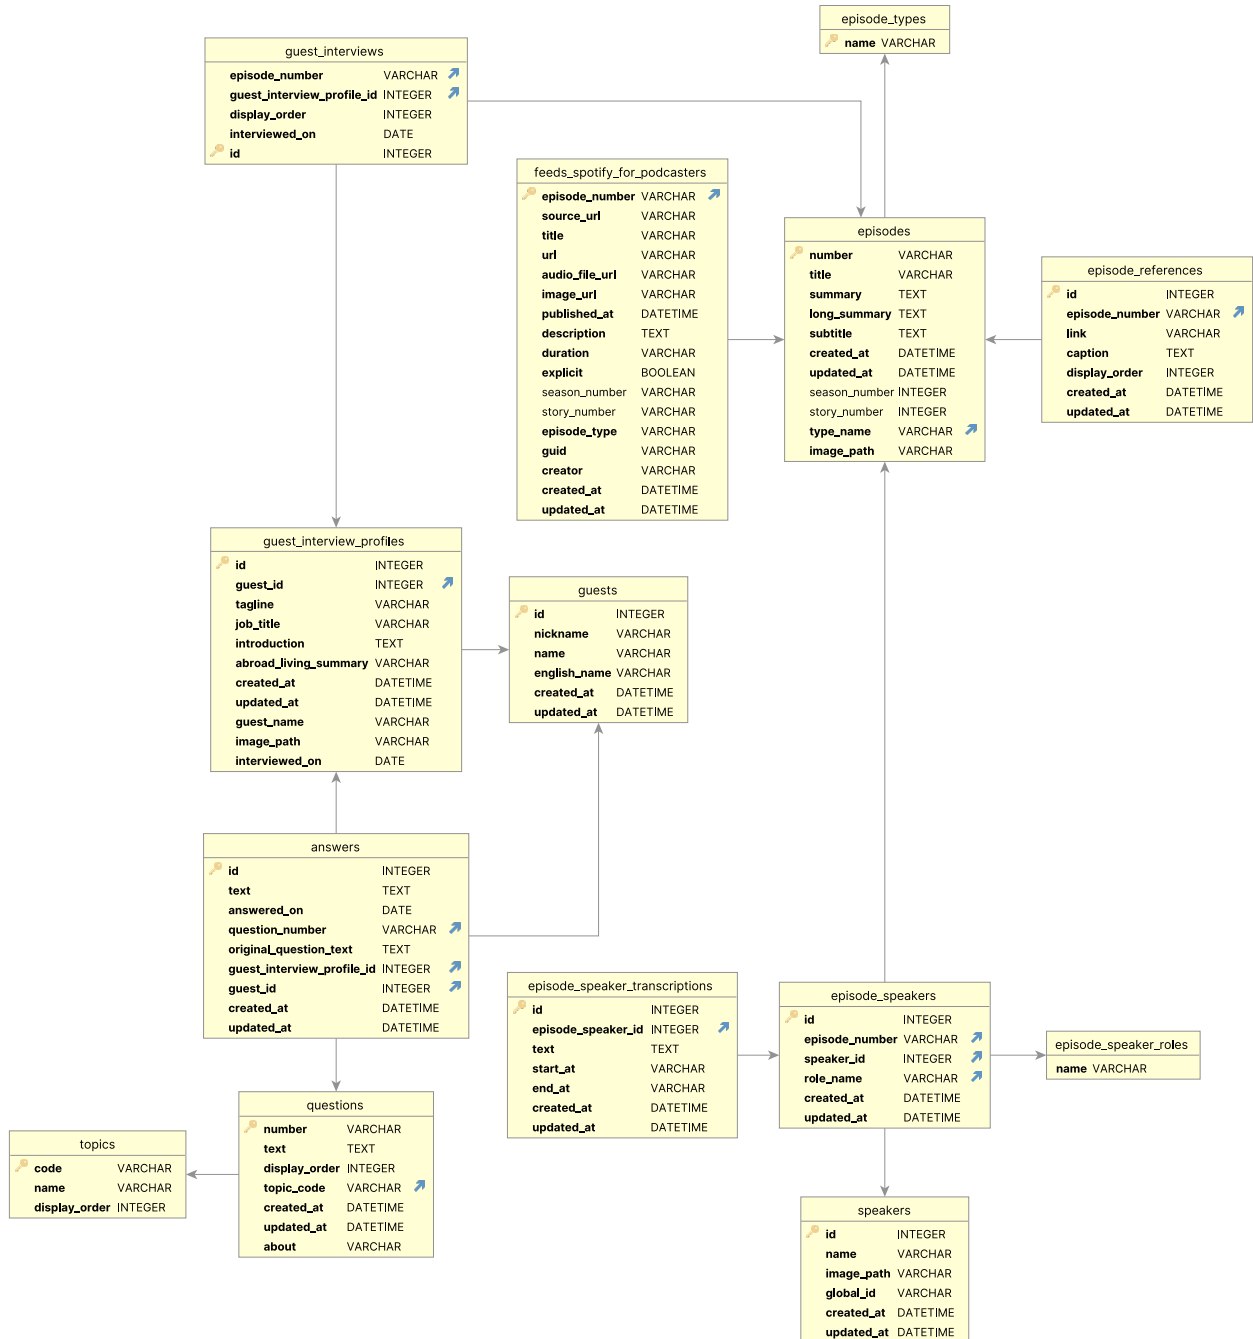 episode_types
name VARCHAR
guest_interviews
episode_number VARCHAR
guest_interview_profile_id INTEGER
display_order INTEGER
interviewed_on DATE
id INTEGER
feeds_spotify_for_podcasters
episode_number VARCHAR
source_url VARCHAR
title VARCHAR
url VARCHAR
audio_file_url VARCHAR
image_url VARCHAR
published_at DATETIME
description TEXT
duration VARCHAR
explicit BOOLEAN
season_number VARCHAR
story_number VARCHAR
episode_type VARCHAR
guid VARCHAR
creator VARCHAR
created_at DATETIME
updated_at DATETIME
episodes
number VARCHAR
title VARCHAR
summary TEXT
long_summary TEXT
subtitle TEXT
created_at DATETIME
updated_at DATETIME
season_number INTEGER
story_number INTEGER
type_name VARCHAR
image_path VARCHAR
episode_references
id INTEGER
episode_number VARCHAR
link VARCHAR
caption TEXT
display_order INTEGER
created_at DATETIME
updated_at DATETIME
guest_interview_profiles
id INTEGER
guest_id INTEGER
tagline VARCHAR
job_title VARCHAR
introduction TEXT
abroad_living_summary VARCHAR
created_at DATETIME
updated_at DATETIME
guest_name VARCHAR
image_path VARCHAR
interviewed_on DATE
guests
id INTEGER
nickname VARCHAR
name VARCHAR
english_name VARCHAR
created_at DATETIME
updated_at DATETIME
answers
id INTEGER
text TEXT
answered_on DATE
question_number VARCHAR
original_question_text TEXT
guest_interview_profile_id INTEGER
guest_id INTEGER
created_at DATETIME
updated_at DATETIME
episode_speaker_transcriptions
id INTEGER
episode_speaker_id INTEGER
text TEXT
start_at VARCHAR
end_at VARCHAR
created_at DATETIME
updated_at DATETIME
episode_speakers
id INTEGER
episode_number VARCHAR
speaker_id INTEGER
role_name VARCHAR
created_at DATETIME
updated_at DATETIME
episode_speaker_roles
name VARCHAR
questions
number VARCHAR
text TEXT
display_order INTEGER
topic_code VARCHAR
created_at DATETIME
updated_at DATETIME
about VARCHAR
topics
code VARCHAR
name VARCHAR
display_order INTEGER
speakers
id INTEGER
name VARCHAR
image_path VARCHAR
global_id VARCHAR
created_at DATETIME
updated_at DATETIME